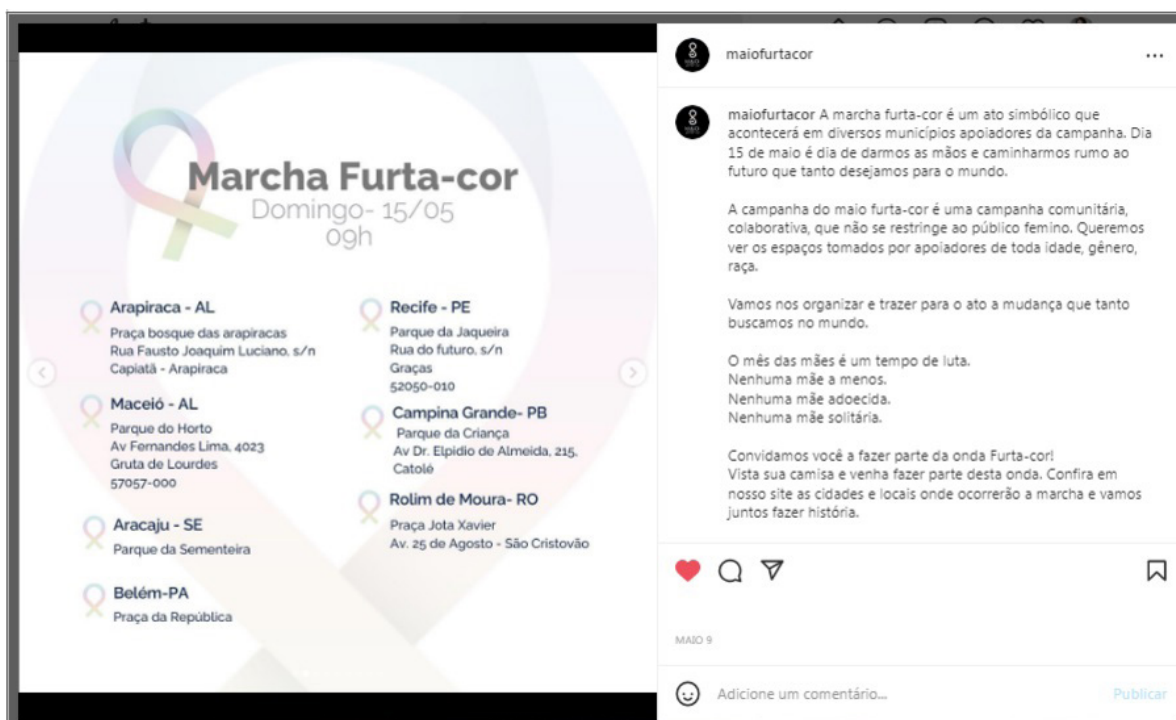 Marcha Furta-cor
Domingo- 15/05
09h
Arapiraca - AL
Praça bosque das arapiracas
Rua Fausto Joaquim Luciano, s/n
Capiatã - Arapiraca
Maceió - AL
Parque do Horto
Av Fernandes Lima, 4023
Gruta de Lourdes
57057-000
Aracaju - SE
Parque da Sementeira
Belém-PA
Praça da República
Recife - PE
Parque da Jaqueira
Rua do futuro, s/n
Graças
52050-010
Campina Grande- PB
Parque da Criança
Av Dr. Elpidio de Almeida, 215,
Catolé
Rolim de Moura- RO
Praça Jota Xavier
Av. 25 de Agosto - São Cristovão
maiofurtacor
maiofurtacor A marcha furta-cor é um ato simbólico que
acontecerá em diversos municípios apoiadores da campanha. Dia
15 de maio é dia de darmos as mãos e caminharmos rumo ao
futuro que tanto desejamos para o mundo.
A campanha do maio furta-cor é uma campanha comunitária,
colaborativa, que não se restringe ao público femino. Queremos
ver os espaços tomados por apoiadores de toda idade, gênero,
raça.
Vamos nos organizar e trazer para o ato a mudança que tanto
buscamos no mundo.
O mês das mães é um tempo de luta.
Nenhuma mãe a menos.
Nenhuma mãe adoecida.
Nenhuma mãe solitária.
Convidamos você a fazer parte da onda Furta-cor!
Vista sua camisa e venha fazer parte desta onda. Confira em
nosso site as cidades e locais onde ocorrerão a marcha e vamos
juntos fazer história.
MAIO 9
Adicione um comentário...
Publicar